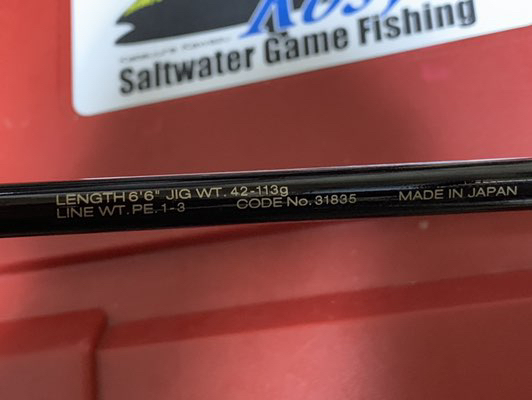 Saltwater Game Fishing
LENGTH 6'6" JIG WT. 42-113g
LINE WT. PE. 1-3 CODE No. 31835 MADE IN JAPAN